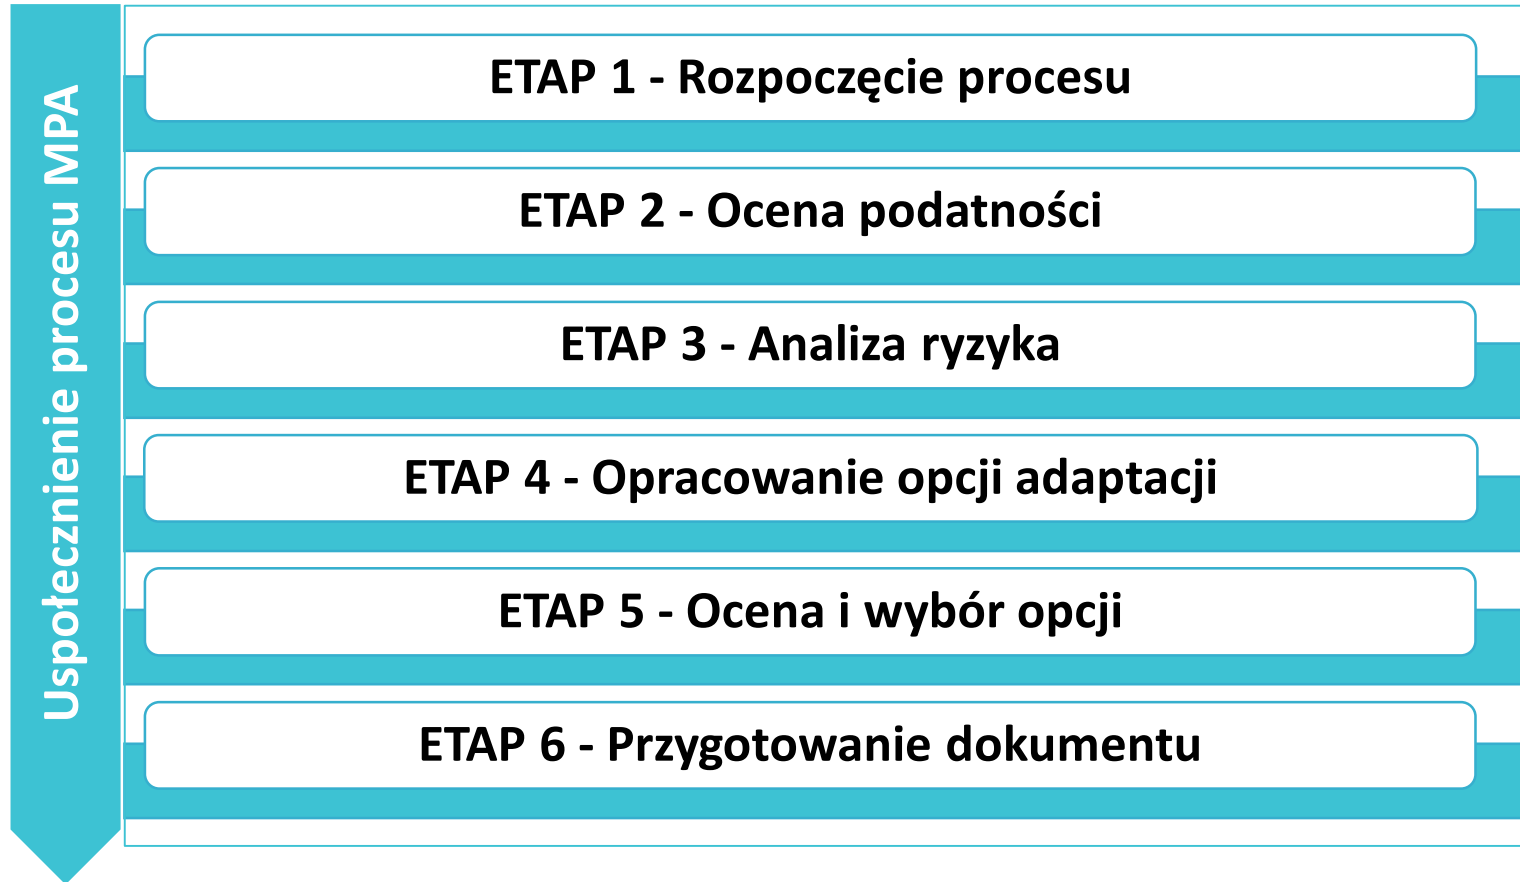 Uspołecznienie procesu MPA
ETAP 1 - Rozpoczęcie procesu
ETAP 2 - Ocena podatności
ETAP 3 - Analiza ryzyka
ETAP 4 - Opracowanie opcji adaptacji
ETAP 5 - Ocena i wybór opcji
ETAP 6 - Przygotowanie dokumentu